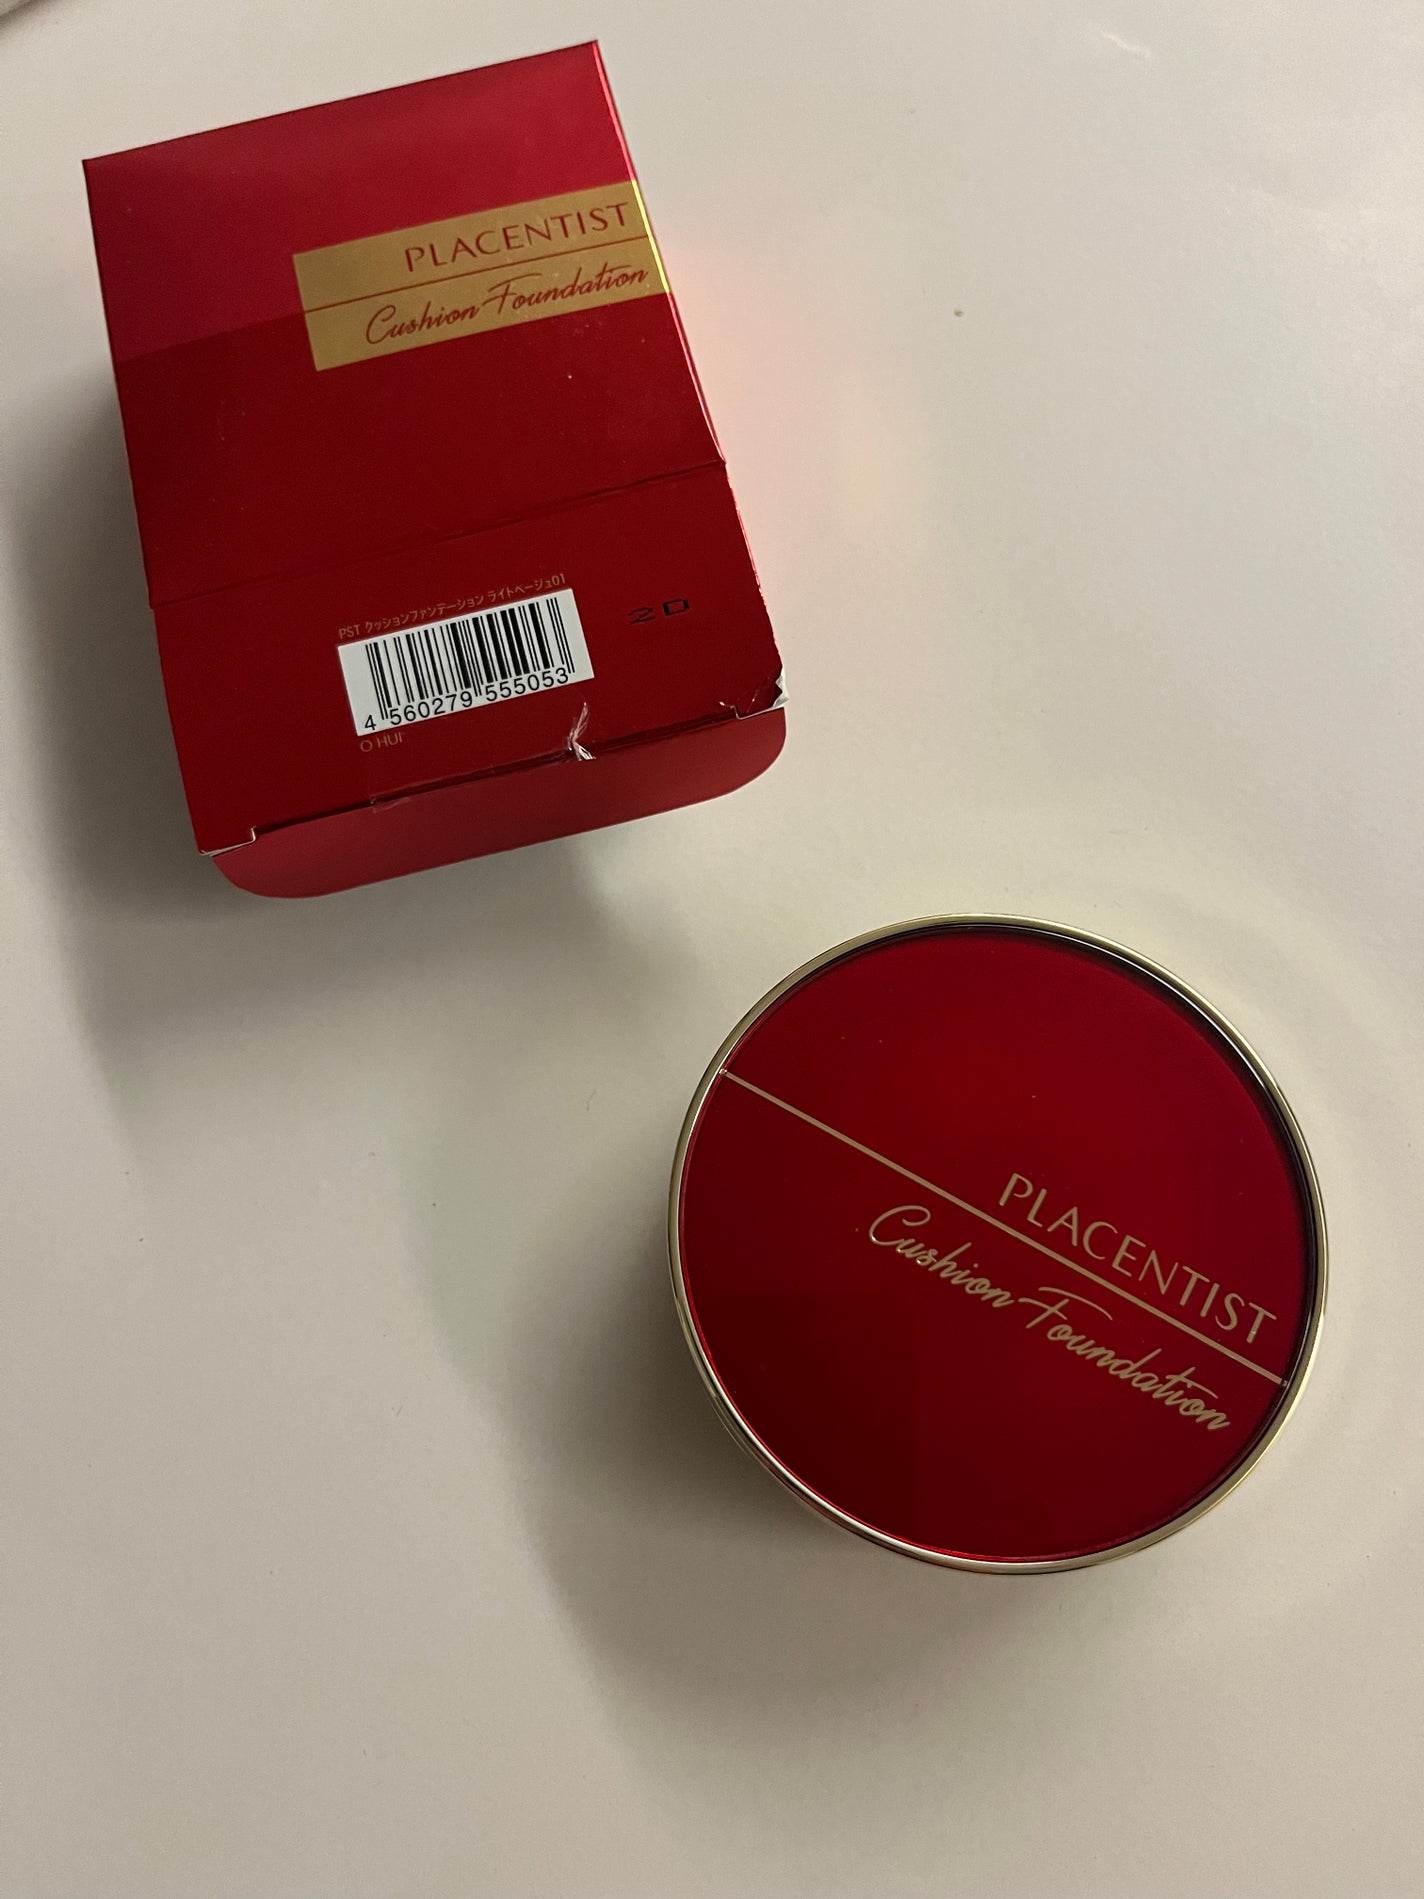 PLACENTIST
Cushion Foundation
PST クッションファンデーション ライトベージュ01
2D
4 560279 555053
O HUI
PLACENTIST
Cushion Foundation